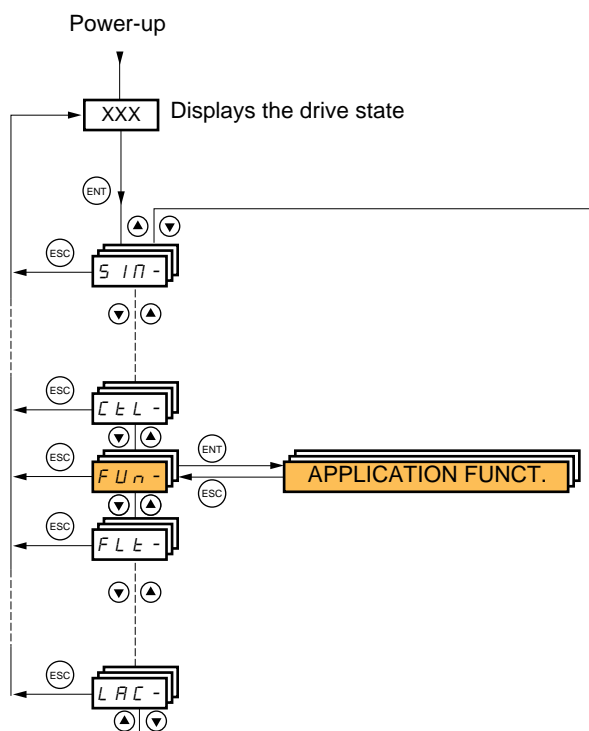 Power-up
XXX Displays the drive state
ENT
ESC
SIM-
ESC
CtL-
ESC
FUn-
ENT
APPLICATION FUNCT.
ESC
ESC
FLt-
ESC
LAC-